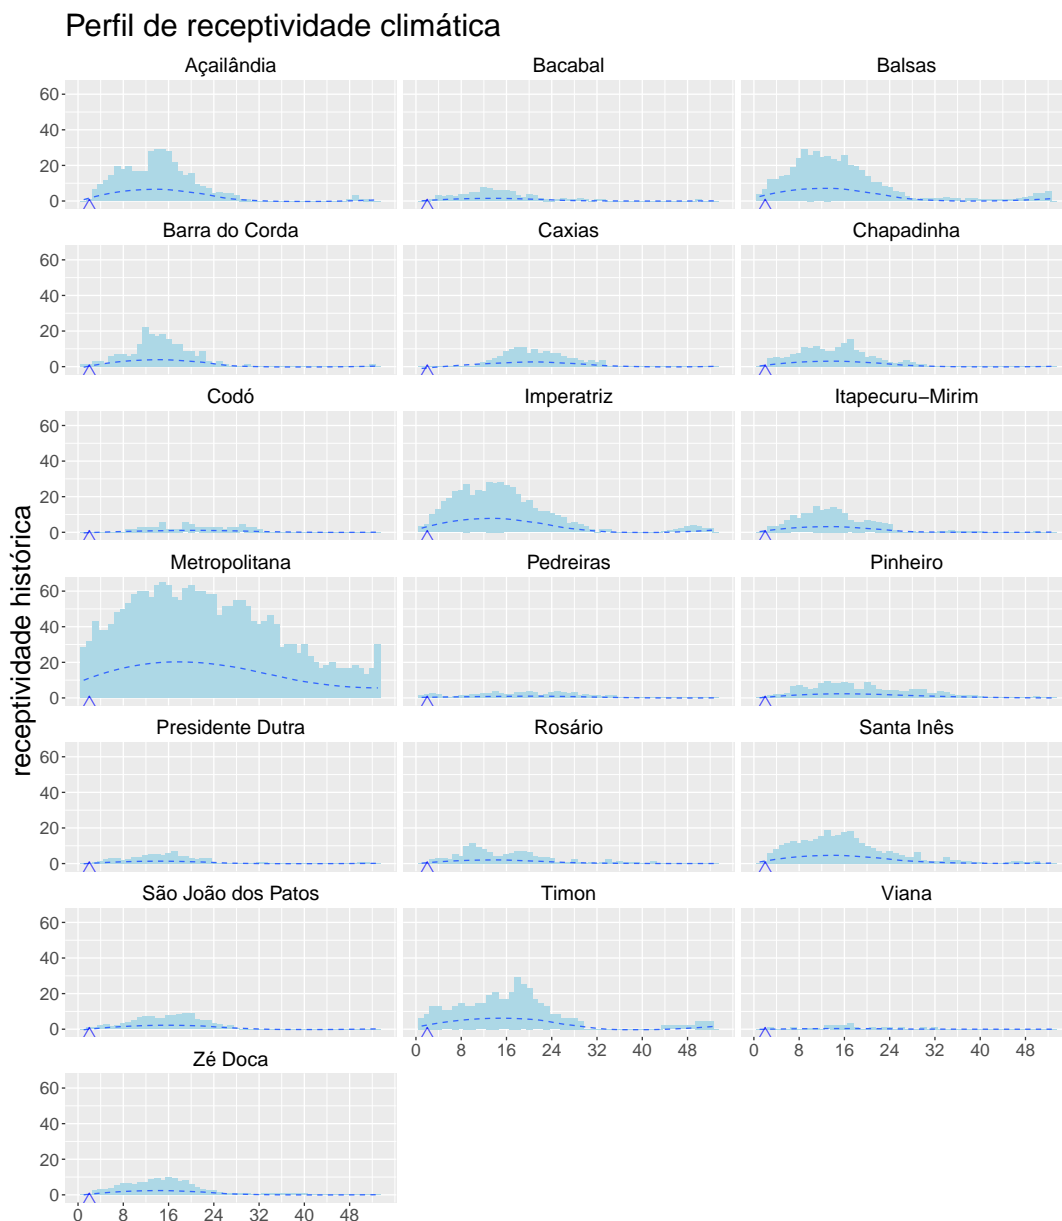 Perfil de receptividade climática
receptividade histórica
Açailândia Bacabal Balsas
60
40
20
0
Barra do Corda Caxias Chapadinha
60
40
20
0
Codó Imperatriz Itapecuru−Mirim
60
40
20
0
Metropolitana Pedreiras Pinheiro
60
40
20
0
Presidente Dutra Rosário Santa Inês
60
40
20
0
São João dos Patos Timon Viana
60
40
20
0
0 8 16 24 32 40 48 0 8 16 24 32 40 48
Zé Doca
60
40
20
0
0 8 16 24 32 40 48